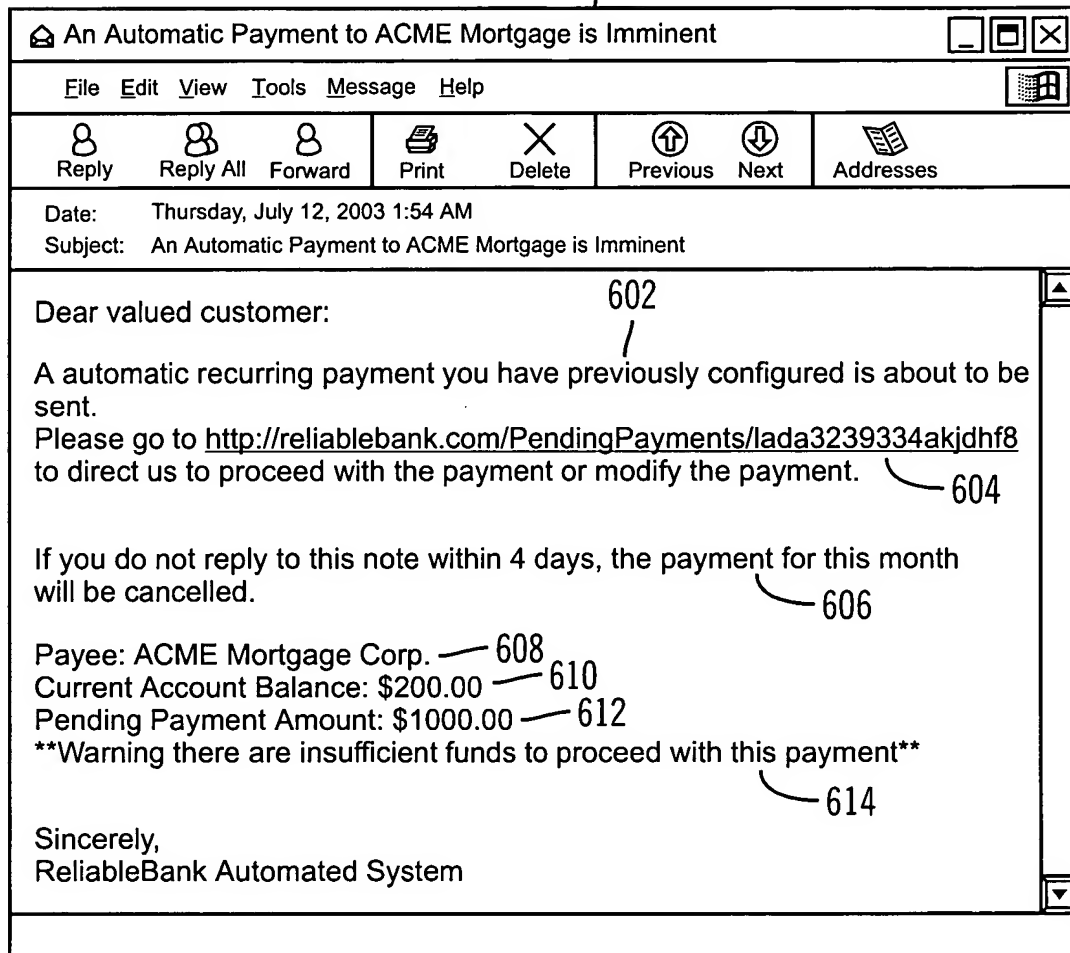 An Automatic Payment to ACME Mortgage is Imminent
File Edit View Tools Message Help
Reply Reply All Forward Print Delete Previous Next Addresses
Date: Thursday, July 12, 2003 1:54 AM
Subject: An Automatic Payment to ACME Mortgage is Imminent
Dear valued customer:
602
A automatic recurring payment you have previously configured is about to be
sent.
Please go to http://reliablebank.com/PendingPayments/lada3239334akjdhf8
to direct us to proceed with the payment or modify the payment.
604
If you do not reply to this note within 4 days, the payment for this month
will be cancelled.
606
Payee: ACME Mortgage Corp. 608
Current Account Balance: $200.00 610
Pending Payment Amount: $1000.00 612
**Warning there are insufficient funds to proceed with this payment**
614
Sincerely,
ReliableBank Automated System